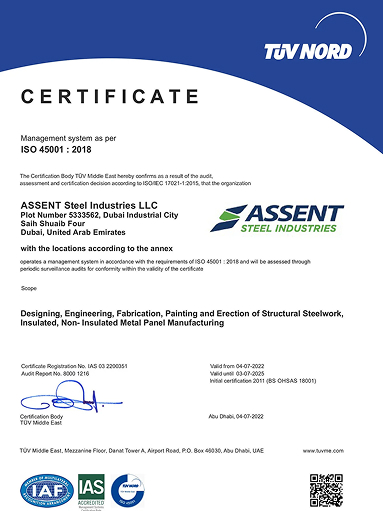 TÜV NORD
CERTIFICATE
Management system as per
ISO 45001 : 2018
The Certification Body TÜV Middle East hereby confirms as a result of the audit,
assessment and certification decision according to ISO/IEC 17021-1:2015, that the organization
ASSENT Steel Industries LLC
Plot Number 5333562, Dubai Industrial City
Saih Shuaib Four
Dubai, United Arab Emirates
ASSENT
STEEL INDUSTRIES
with the locations according to the annex
operates a management system in accordance with the requirements of ISO 45001 : 2018 and will be assessed through
periodic surveillance audits for conformity within the validity of the certificate
Scope
Designing, Engineering, Fabrication, Painting and Erection of Structural Steelwork,
Insulated, Non- Insulated Metal Panel Manufacturing
Certificate Registration No. IAS 03 2200351
Audit Report No. 8000 1216
Valid from 04-07-2022
Valid until 03-07-2025
Initial certification 2011 (BS OHSAS 18001)
Certification Body
TÜV Middle East
Abu Dhabi, 04-07-2022
TÜV Middle East, Mezzanine Floor, Danat Tower A, Airport Road, P.O. Box 46030, Abu Dhabi, UAE
www.tuvme.com
IAF
IAS
ACCREDITED
TÜV NORD